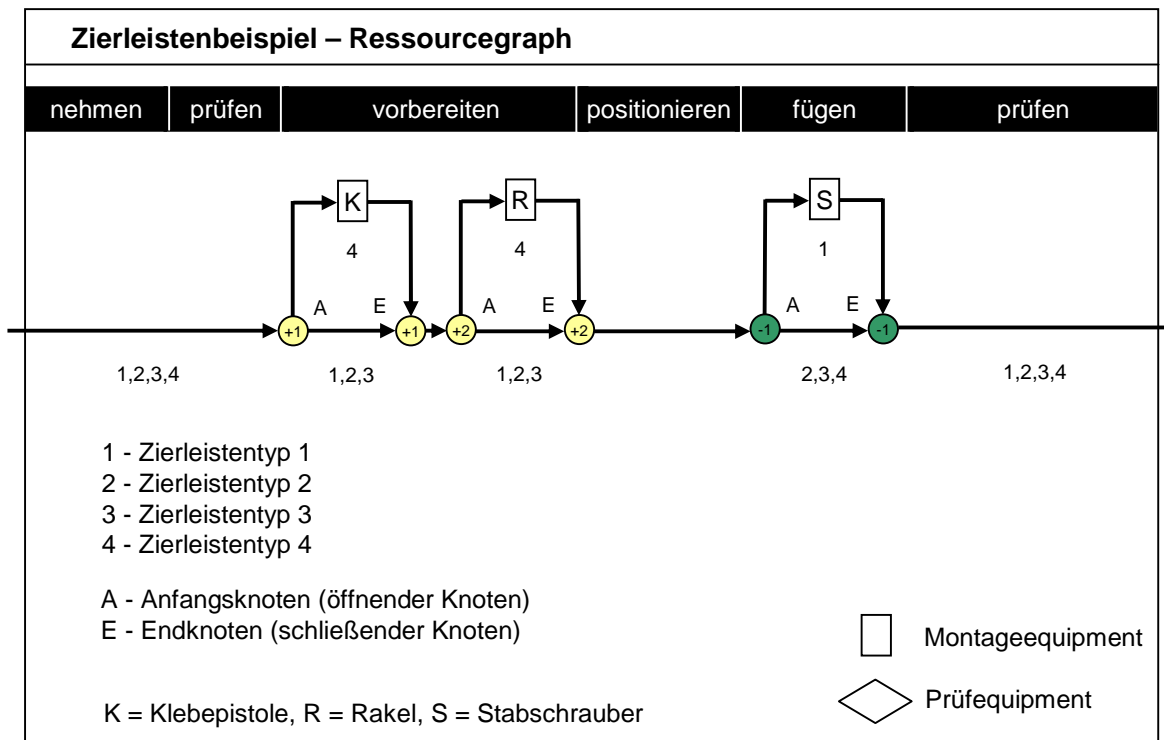 Zierleistenbeispiel – Ressourcegraph
nehmen prüfen vorbereiten positionieren fügen prüfen
K R S
4 4 1
A E A E A E
+1 +1 +2 +2 -1 -1
1,2,3,4 1,2,3 1,2,3 2,3,4 1,2,3,4
1 - Zierleistentyp 1
2 - Zierleistentyp 2
3 - Zierleistentyp 3
4 - Zierleistentyp 4
A - Anfangsknoten (öffnender Knoten)
E - Endknoten (schließender Knoten)
Montageequipment
Prüfequipment
K = Klebepistole, R = Rakel, S = Stabschrauber